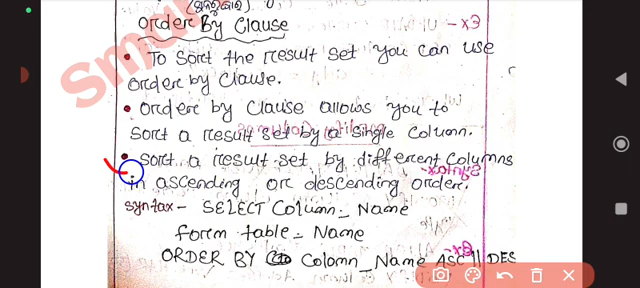 (ସଜାଇବାର)
Order By Clause
• To Sort the result set you can use
order by Clause.
• Order by Clause allows you to
Sort a result set by a single Column.
• Sort a result set by different Columns
in ascending or descending order.
Syntax - SELECT Column_Name
form table_Name
ORDER BY Colomn_Name ASC || DES